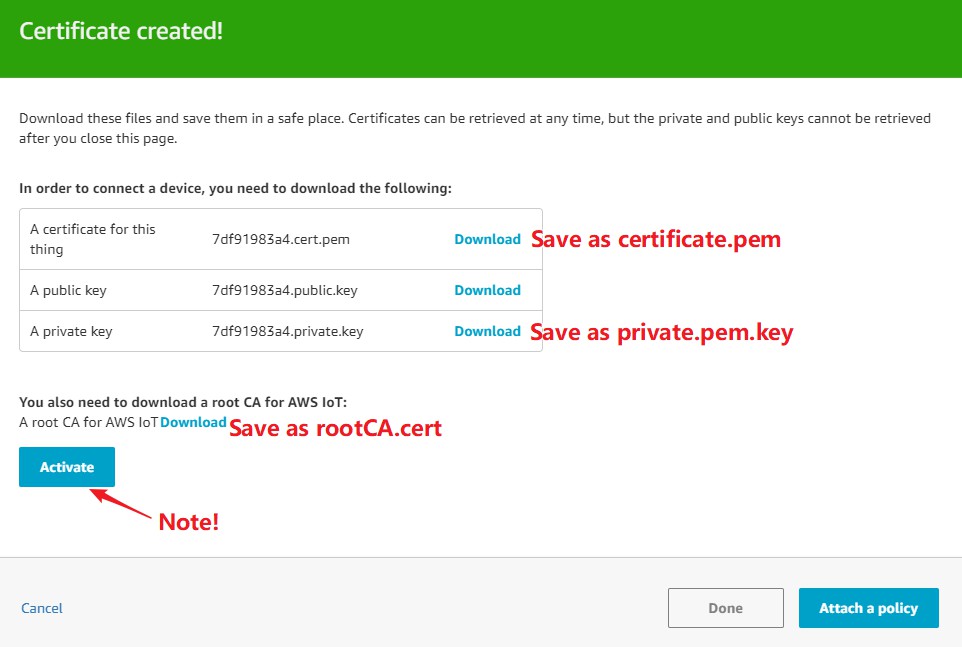 Certificate created!
Download these files and save them in a safe place. Certificates can be retrieved at any time, but the private and public keys cannot be retrieved
after you close this page.
In order to connect a device, you need to download the following:
A certificate for this
thing
7df91983a4.cert.pem
Download
Save as certificate.pem
A public key
7df91983a4.public.key
Download
A private key
7df91983a4.private.key
Download
Save as private.pem.key
You also need to download a root CA for AWS IoT:
A root CA for AWS IoT Download
Save as rootCA.cert
Activate
Note!
Cancel
Done
Attach a policy